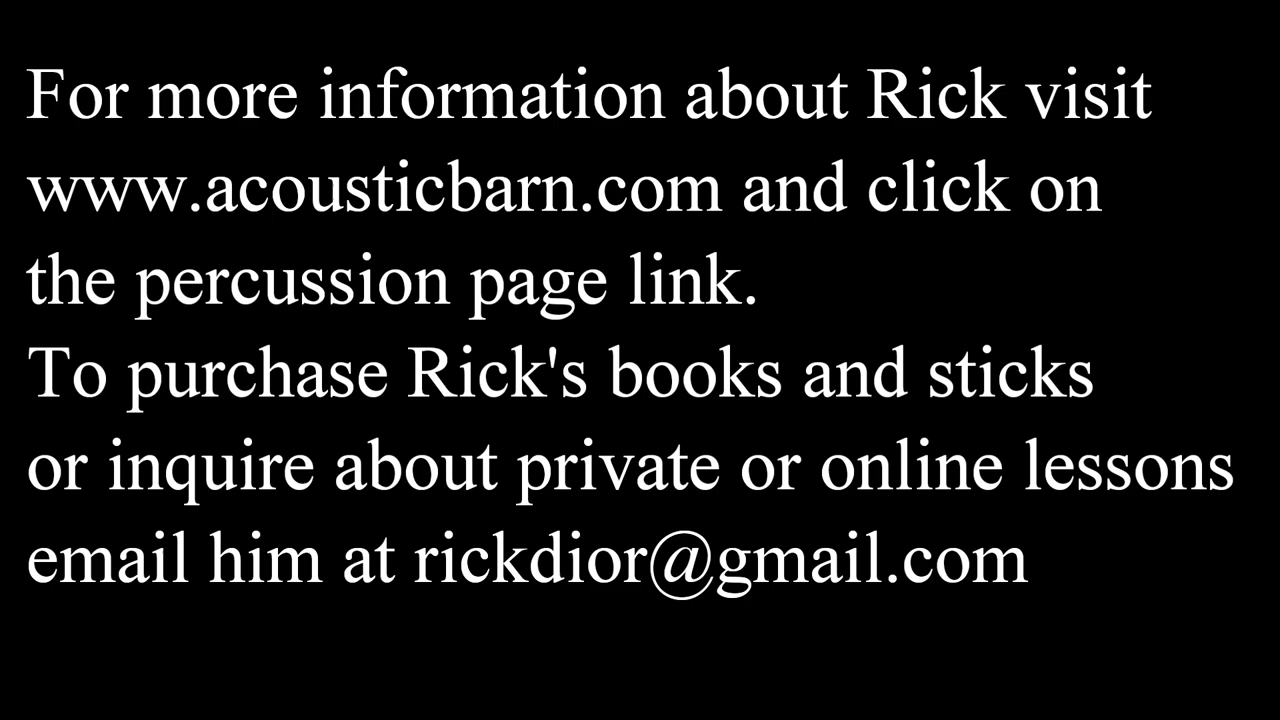 For more information about Rick visit
www.acousticbarn.com and click on
the percussion page link.
To purchase Rick's books and sticks
or inquire about private or online lessons
email him at rickdior@gmail.com